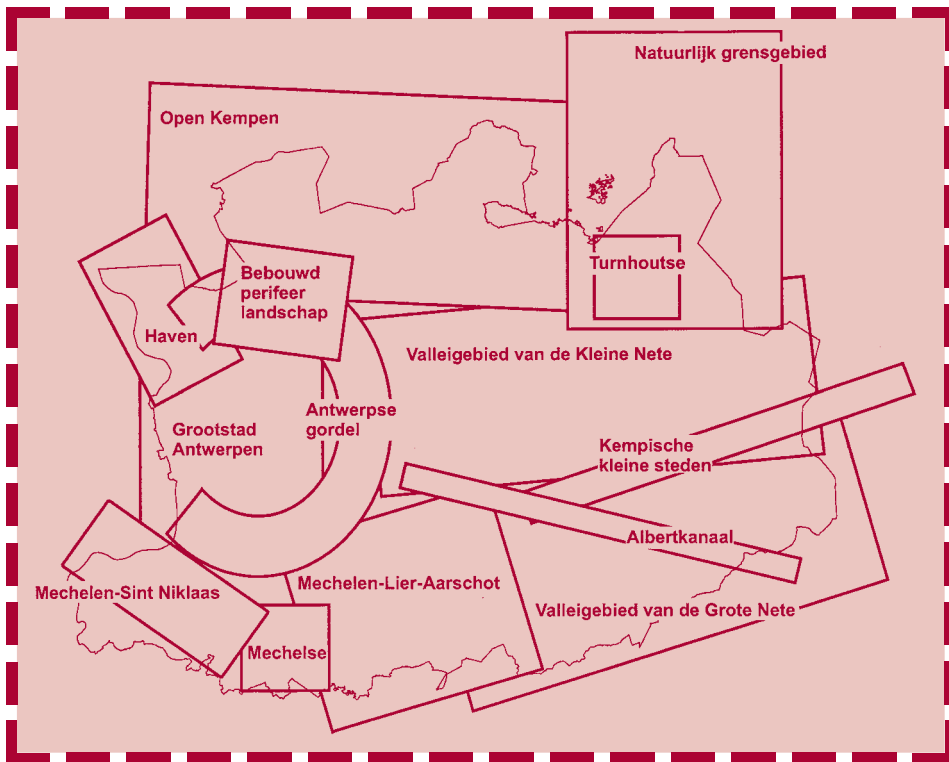 Natuurlijk grensgebied
Open Kempen
Turnhoutse
Bebouwd
perifeer
landschap
Haven
Valleigebied van de Kleine Nete
Antwerpse
gordel
Grootstad
Antwerpen
Kempische
kleine steden
Albertkanaal
Mechelen-Lier-Aarschot
Mechelen-Sint Niklaas
Valleigebied van de Grote Nete
Mechelse